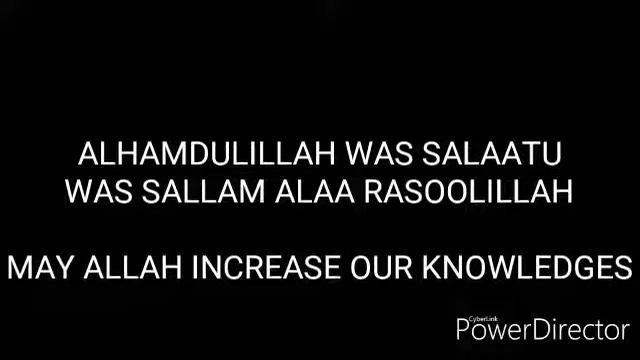 ALHAMDULILLAH WAS SALAATU
WAS SALLAM ALAA RASOOLILLAH
MAY ALLAH INCREASE OUR KNOWLEDGES
CyberLink
PowerDirector